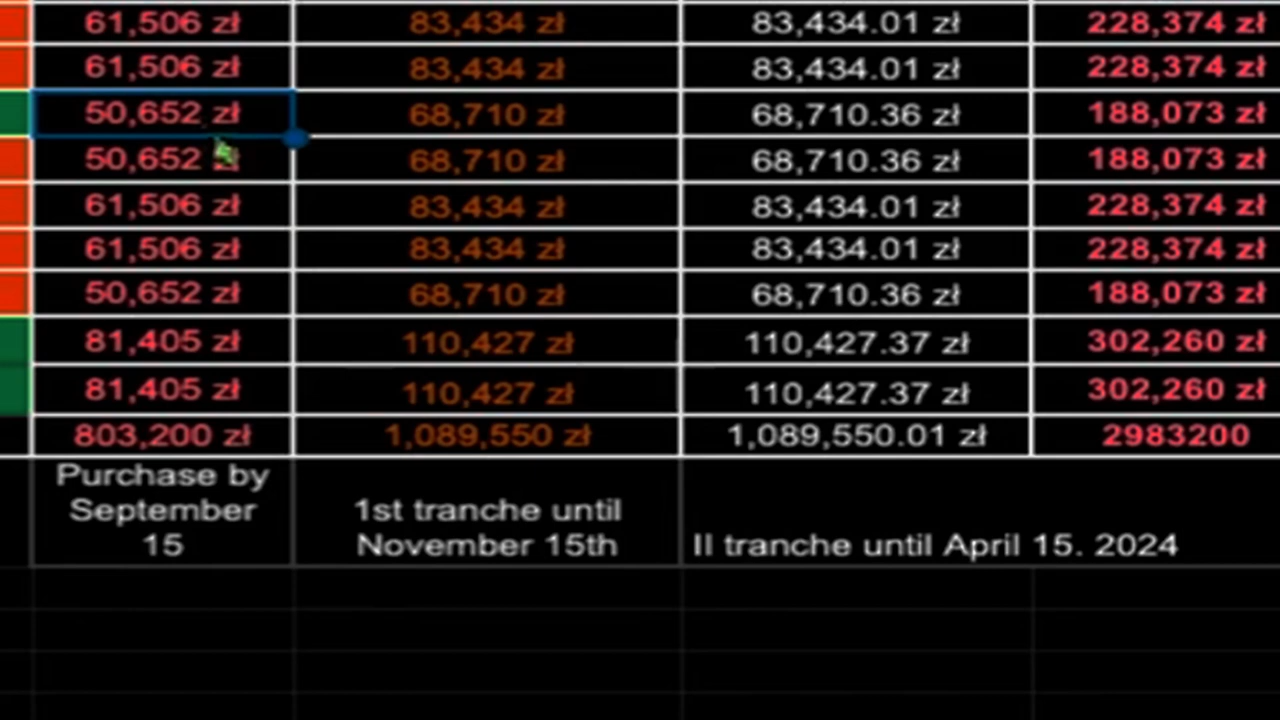 61,506 zł 83,434 zł 83,434.01 zł 228,374 zł
61,506 zł 83,434 zł 83,434.01 zł 228,374 zł
50,652 zł 68,710 zł 68,710.36 zł 188,073 zł
50,652 zł 68,710 zł 68,710.36 zł 188,073 zł
61,506 zł 83,434 zł 83,434.01 zł 228,374 zł
61,506 zł 83,434 zł 83,434.01 zł 228,374 zł
50,652 zł 68,710 zł 68,710.36 zł 188,073 zł
81,405 zł 110,427 zł 110,427.37 zł 302,260 zł
81,405 zł 110,427 zł 110,427.37 zł 302,260 zł
803,200 zł 1,089,550 zł 1,089,550.01 zł 2983200
Purchase by
September
15
1st tranche until
November 15th
II tranche until April 15. 2024